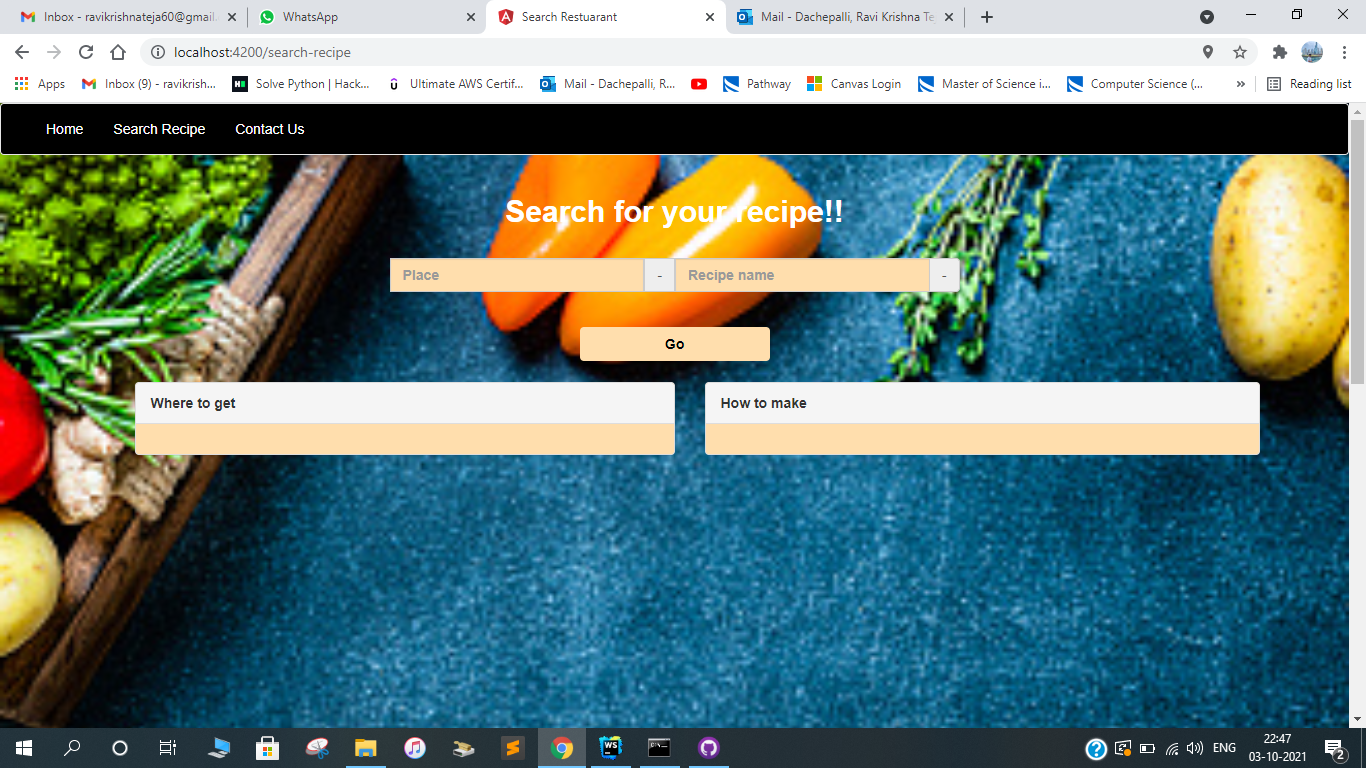 Inbox - ravikrishnateja60@gmail.
WhatsApp
Search Restuarant
Mail - Dachepalli, Ravi Krishna Te
localhost:4200/search-recipe
Apps
Inbox (9) - ravikrish...
Solve Python | Hack...
Ultimate AWS Certif...
Mail - Dachepalli, R...
Pathway
Canvas Login
Master of Science i...
Computer Science (...
»
Reading list
Home
Search Recipe
Contact Us
Search for your recipe!!
Place
-
Recipe name
-
Go
Where to get
How to make
ENG
22:47
03-10-2021
2